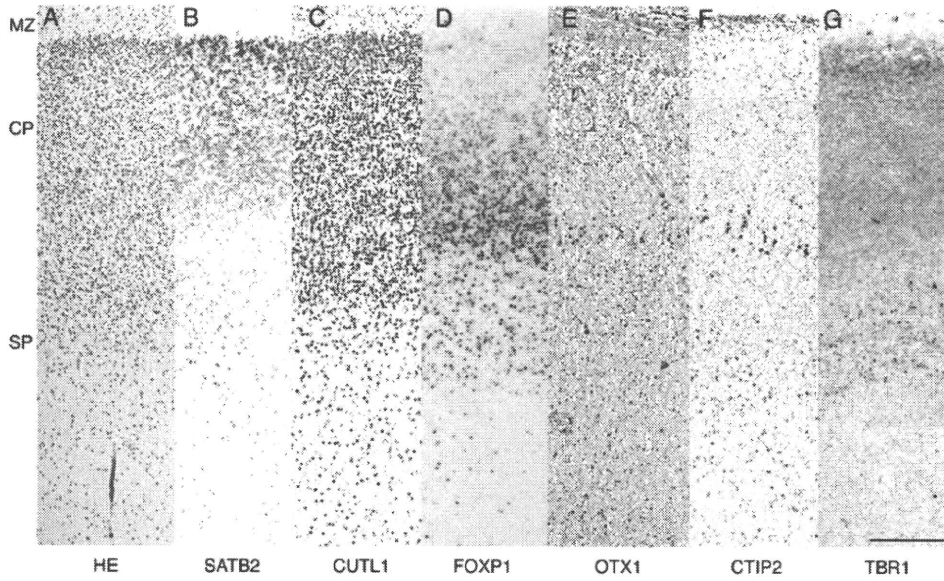 MZ A B C D E F G
CP
SP
HE SATB2 CUTL1 FOXP1 OTX1 CTIP2 TBR1